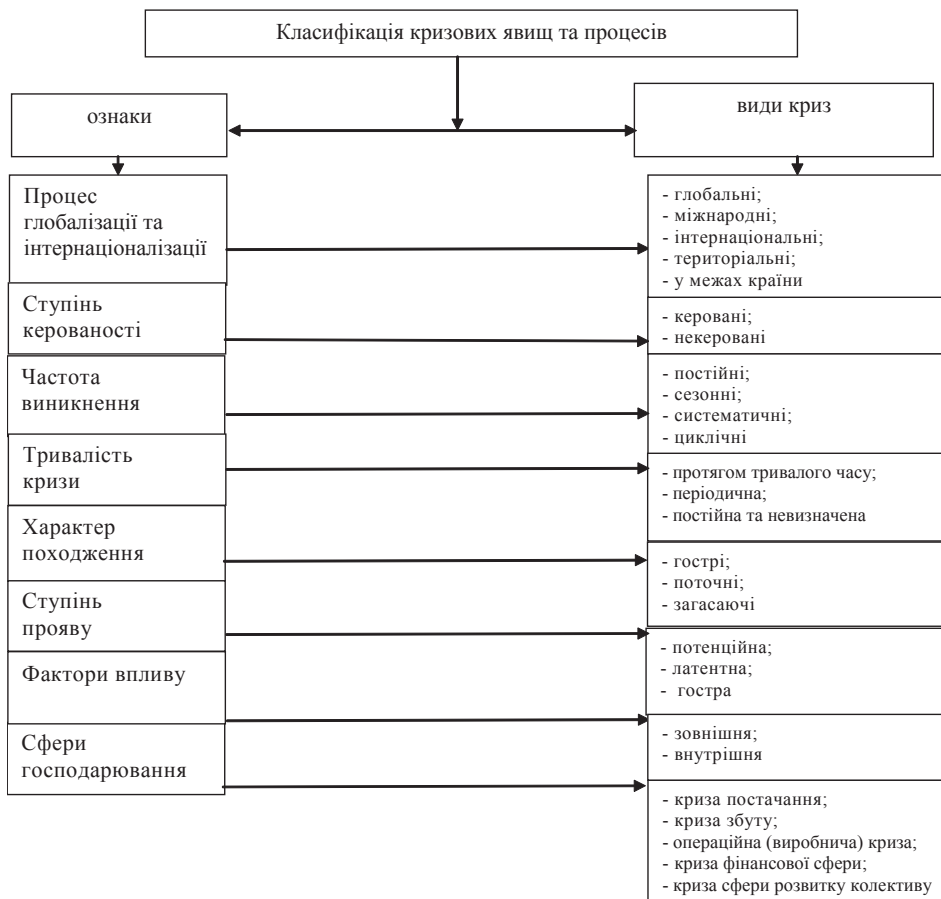 Класифікація кризових явищ та процесів
ознаки
види криз
Процес
глобалізації та
інтернаціоналізації
- глобальні;
- міжнародні;
- інтернаціональні;
- територіальні;
- у межах країни
Ступінь
керованості
- керовані;
- некеровані
Частота
виникнення
- постійні;
- сезонні;
- систематичні;
- циклічні
Тривалість
кризи
- протягом тривалого часу;
- періодична;
- постійна та невизначена
Характер
походження
- гострі;
- поточні;
- загасаючі
Ступінь
прояву
- потенційна;
- латентна;
- гостра
Фактори впливу
- зовнішня;
- внутрішня
Сфери
господарювання
- криза постачання;
- криза збуту;
- операційна (виробнича) криза;
- криза фінансової сфери;
- криза сфери розвитку колективу